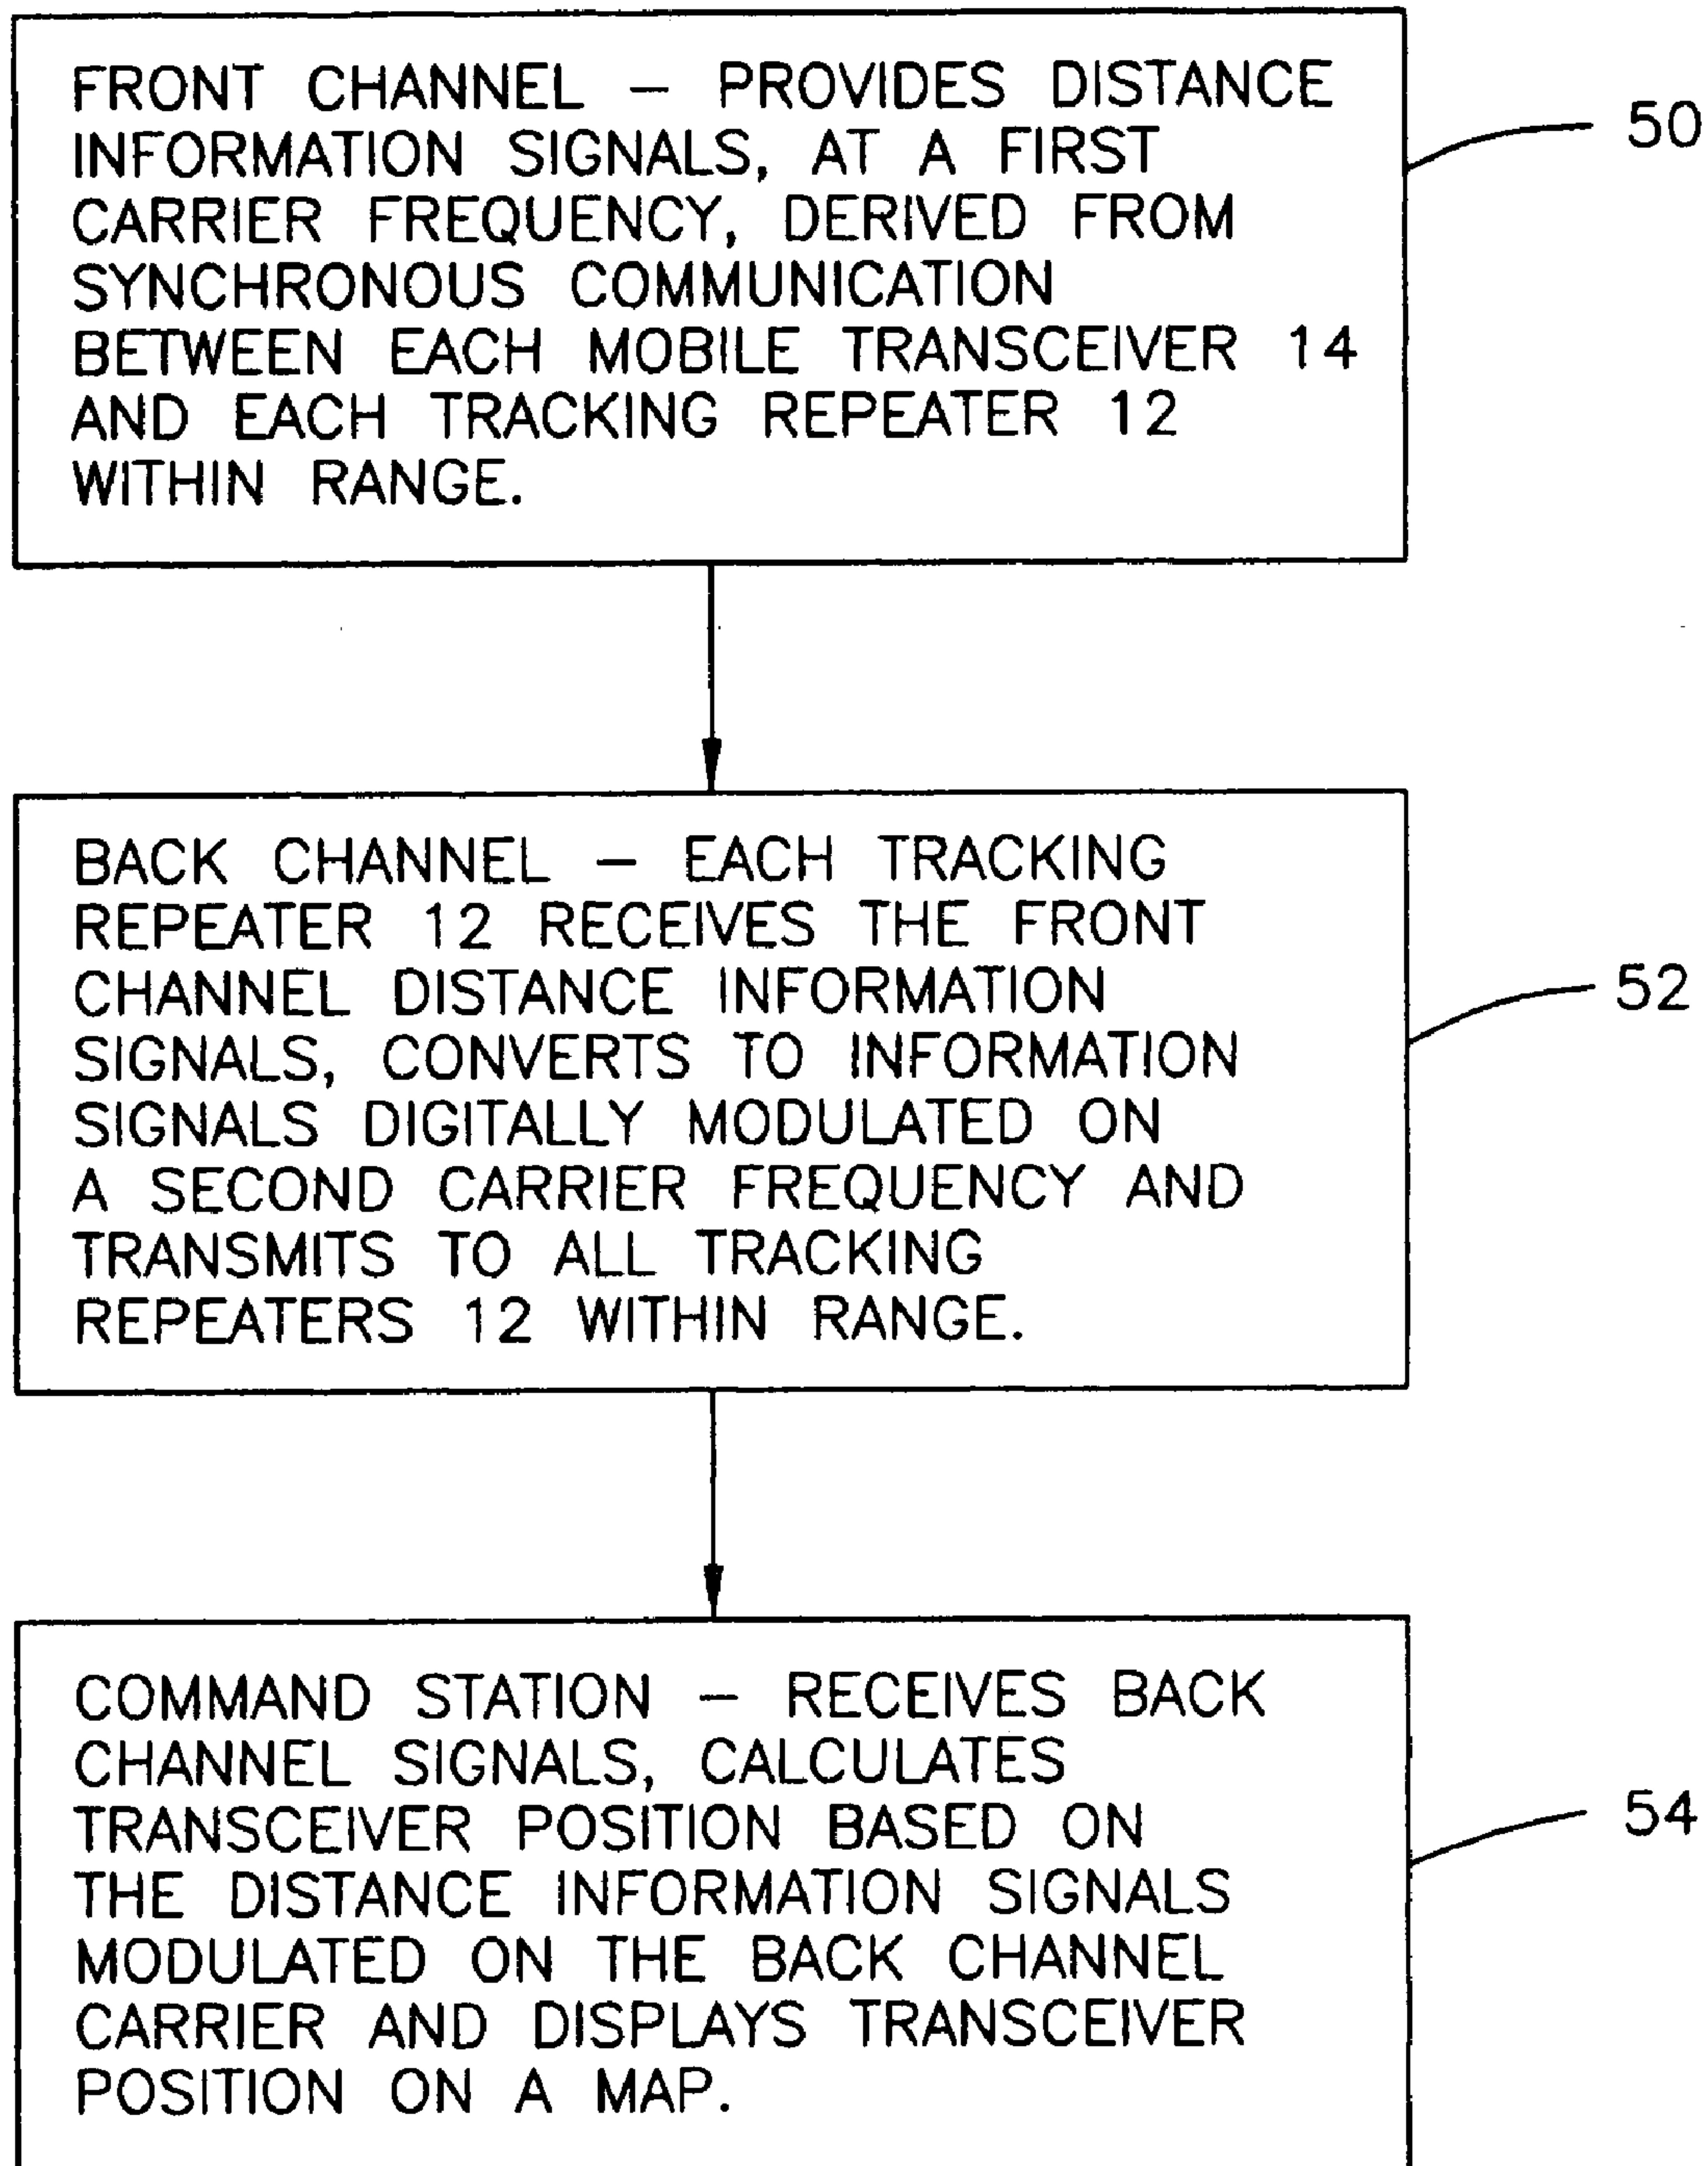 FRONT CHANNEL – PROVIDES DISTANCE
INFORMATION SIGNALS, AT A FIRST
CARRIER FREQUENCY, DERIVED FROM
SYNCHRONOUS COMMUNICATION
BETWEEN EACH MOBILE TRANSCEIVER 14
AND EACH TRACKING REPEATER 12
WITHIN RANGE.
50
BACK CHANNEL – EACH TRACKING
REPEATER 12 RECEIVES THE FRONT
CHANNEL DISTANCE INFORMATION
SIGNALS, CONVERTS TO INFORMATION
SIGNALS DIGITALLY MODULATED ON
A SECOND CARRIER FREQUENCY AND
TRANSMITS TO ALL TRACKING
REPEATERS 12 WITHIN RANGE.
52
COMMAND STATION – RECEIVES BACK
CHANNEL SIGNALS, CALCULATES
TRANSCEIVER POSITION BASED ON
THE DISTANCE INFORMATION SIGNALS
MODULATED ON THE BACK CHANNEL
CARRIER AND DISPLAYS TRANSCEIVER
POSITION ON A MAP.
54